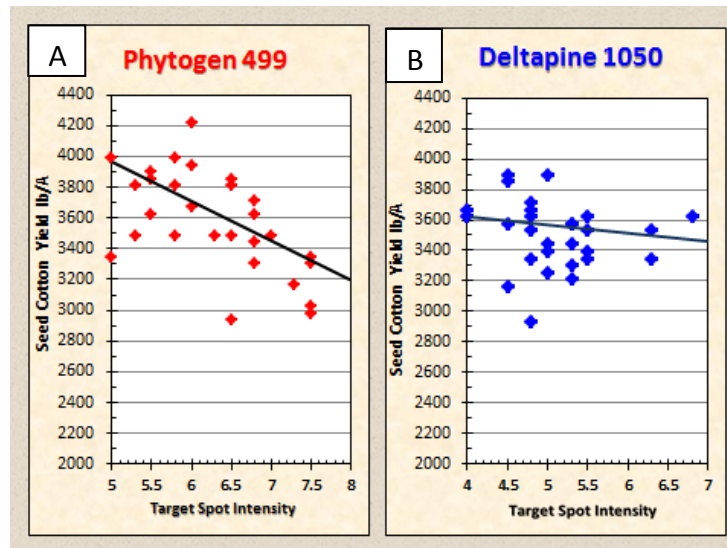 A
Phytogen 499
Seed Cotton Yield lb/A
4400
4200
4000
3800
3600
3400
3200
3000
2800
2600
2400
2200
2000
5 5.5 6 6.5 7 7.5 8
Target Spot Intensity
B
Deltapine 1050
Seed Cotton Yield lb/A
4400
4200
4000
3800
3600
3400
3200
3000
2800
2600
2400
2200
2000
4 4.5 5 5.5 6 6.5 7
Target Spot Intensity